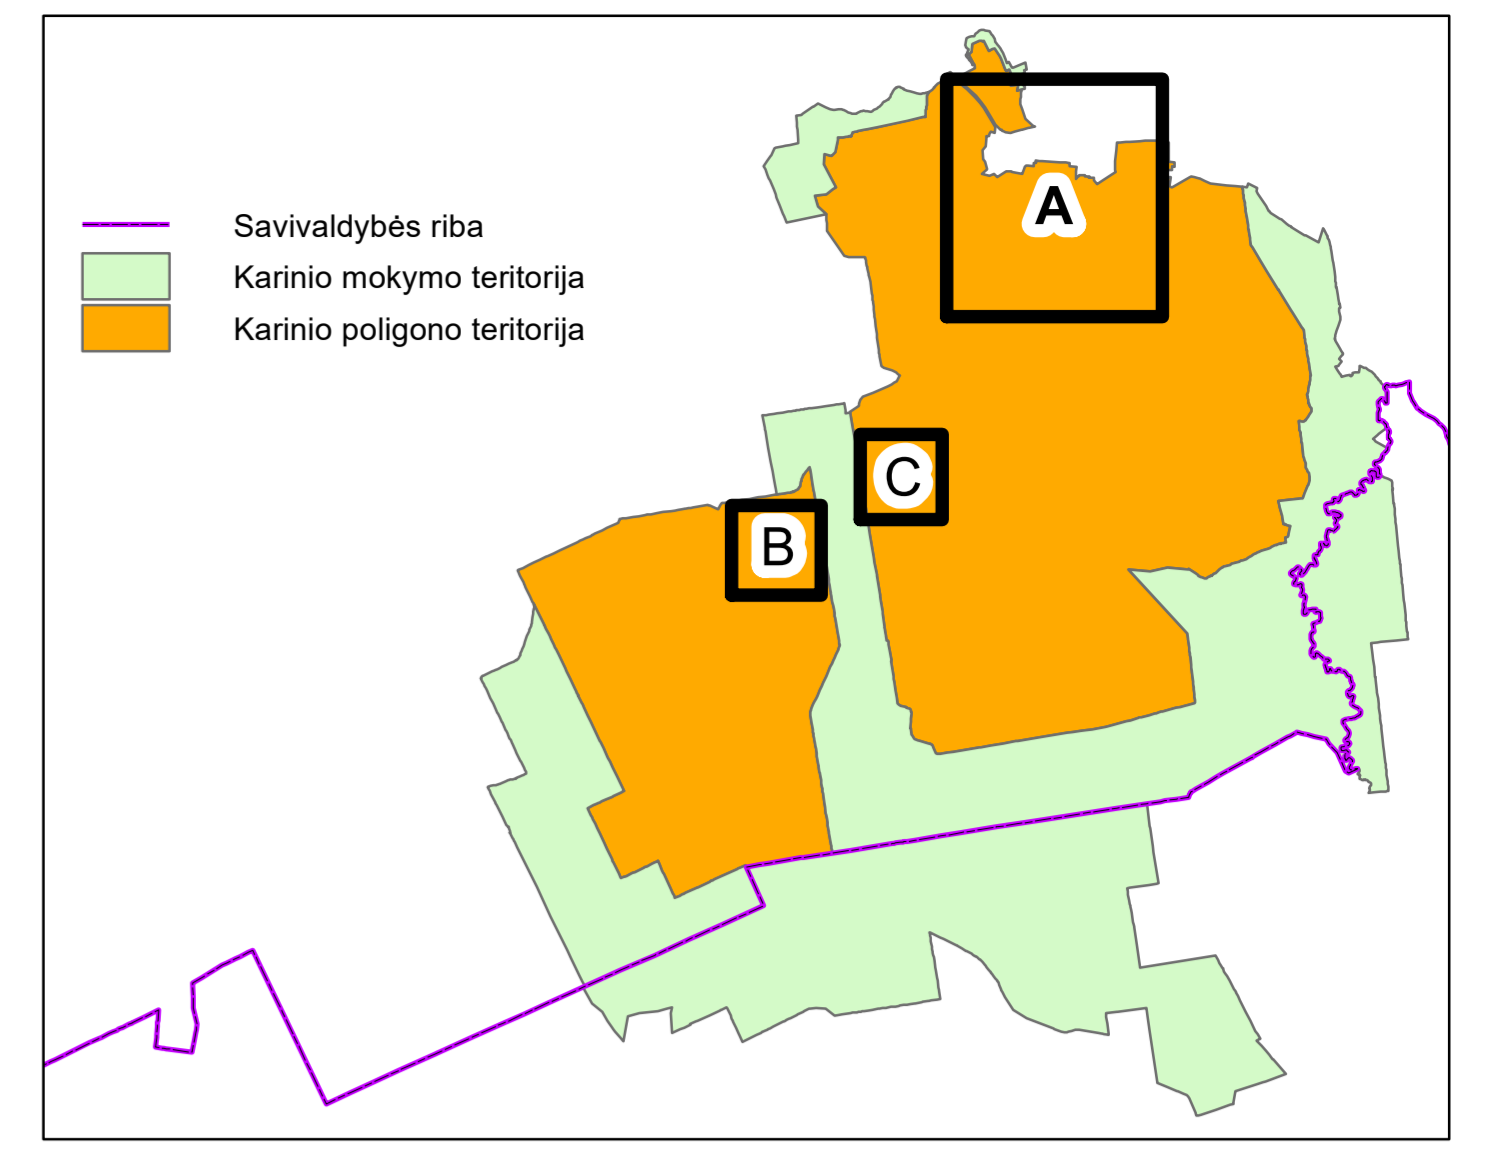 A
Savivaldybės riba
Karinio mokymo teritorija
Karinio poligono teritorija
C
B